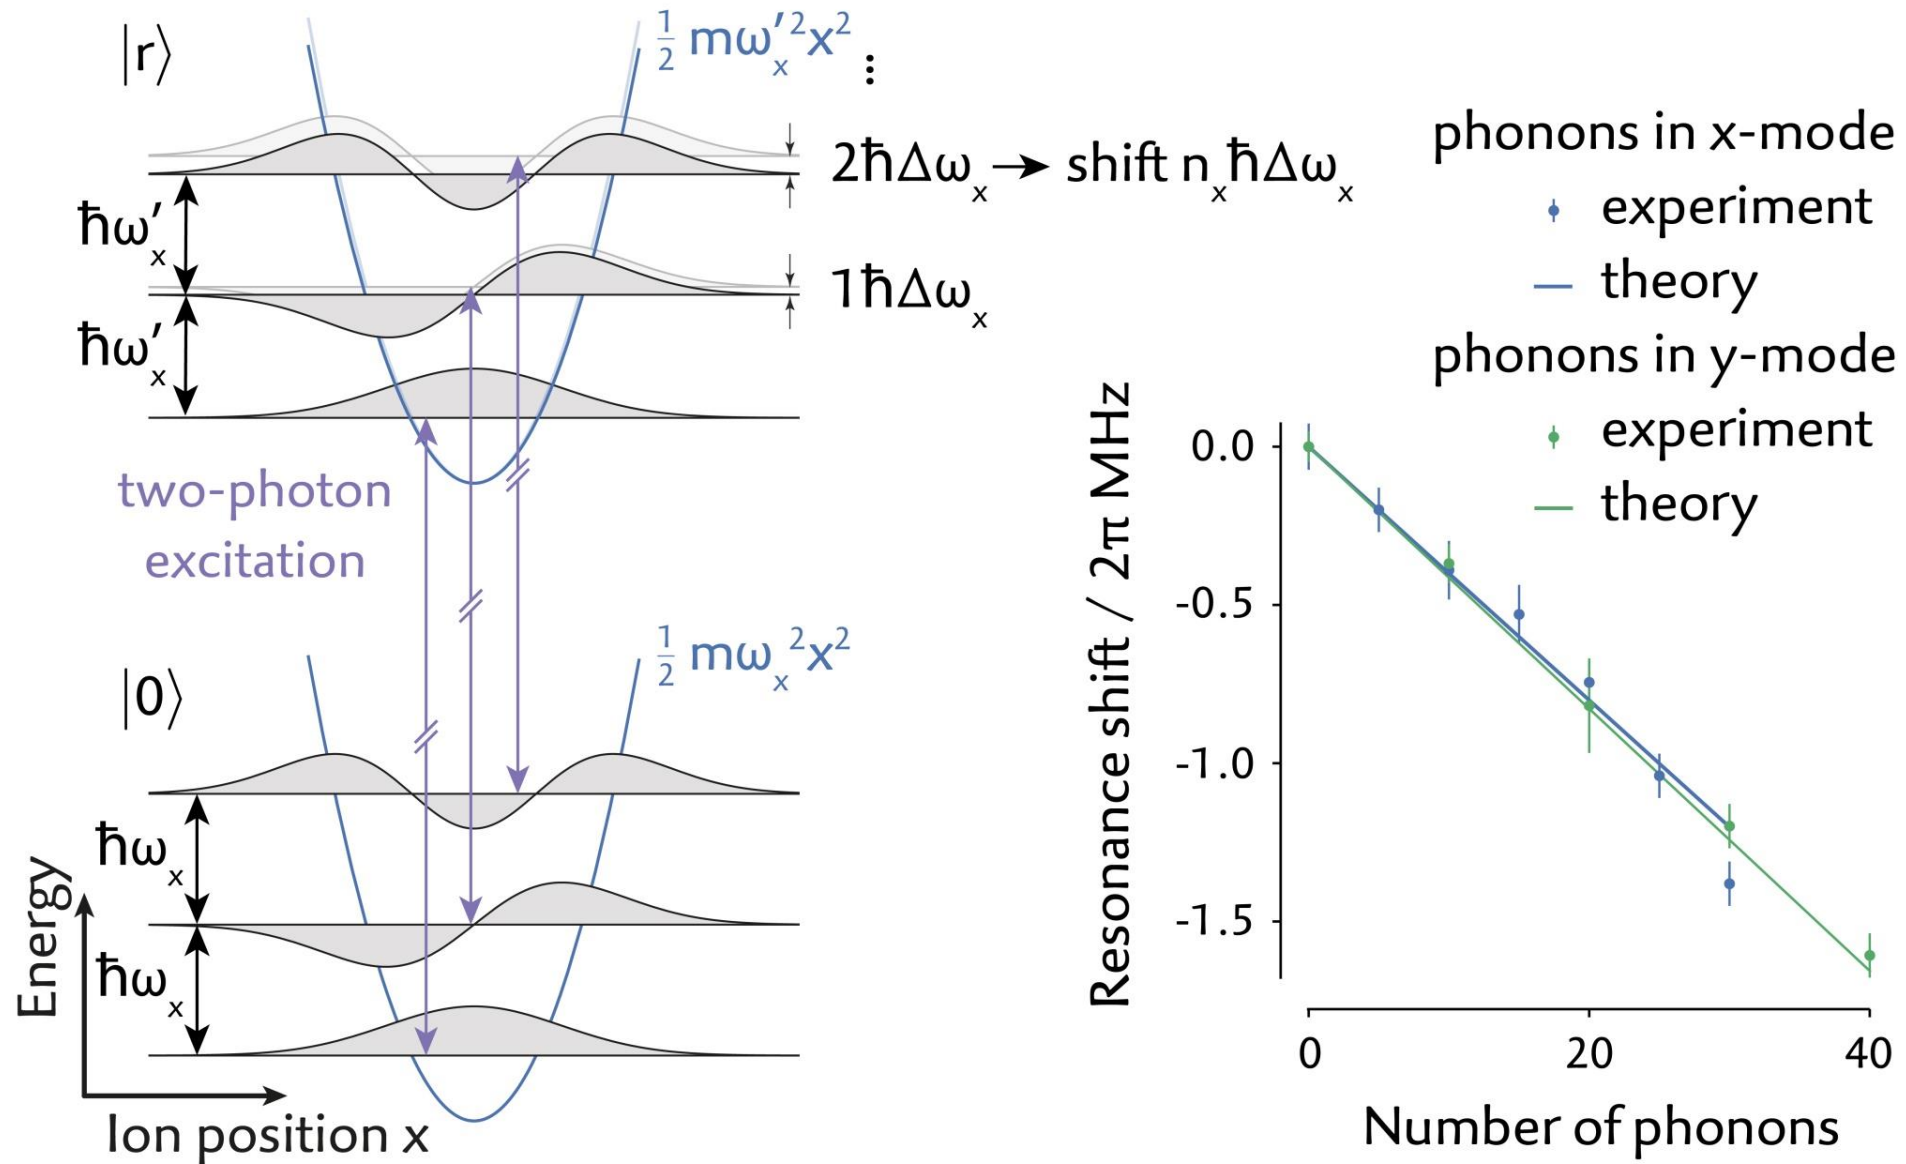 |r⟩
½ mω′ₓ²x²
⋮
2ħΔωₓ → shift nₓħΔωₓ
ħω′ₓ
1ħΔωₓ
ħω′ₓ
two-photon
excitation
|0⟩
½ mωₓ²x²
ħωₓ
ħωₓ
Energy
Ion position x
phonons in x-mode
experiment
theory
phonons in y-mode
experiment
theory
Resonance shift / 2π MHz
0.0
-0.5
-1.0
-1.5
0 20 40
Number of phonons